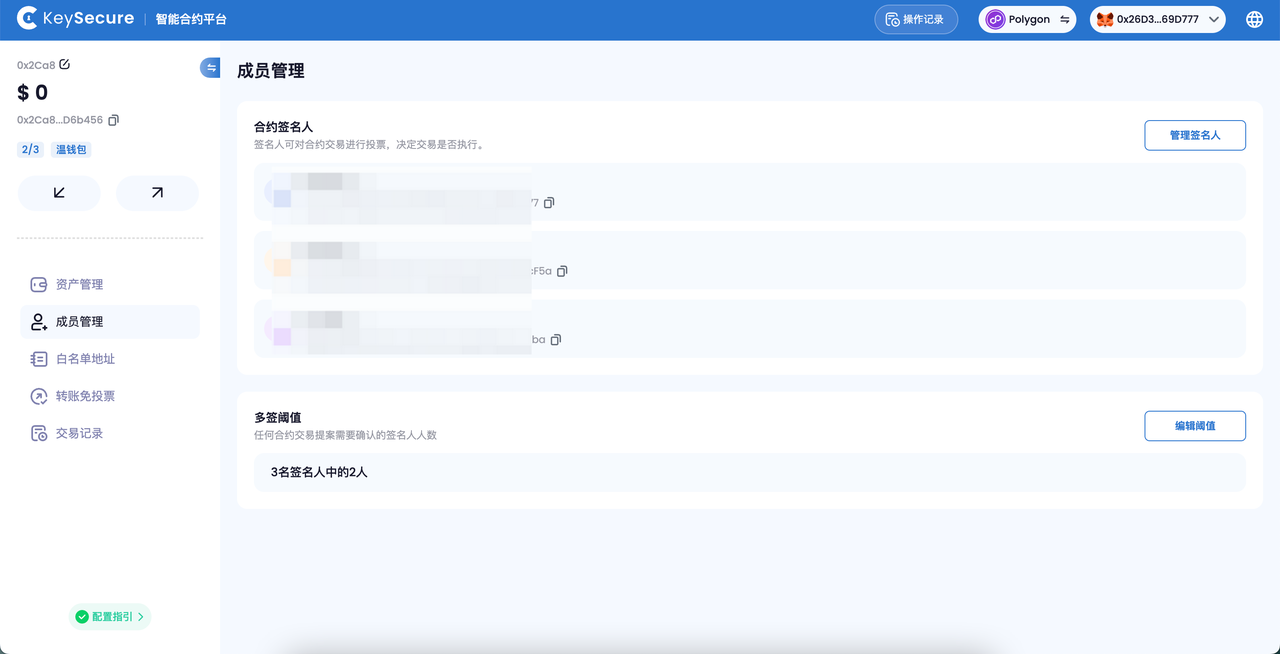 KeySecure
智能合约平台
操作记录
Polygon
0x26D3...69D777
0x2Ca8
$ 0
0x2Ca8...D6b456
2/3
温钱包
资产管理
成员管理
白名单地址
转账免投票
交易记录
配置指引
成员管理
合约签名人
签名人可对合约交易进行投票，决定交易是否执行。
管理签名人
cF5a
ba
多签阈值
任何合约交易提案需要确认的签名人人数
编辑阈值
3名签名人中的2人